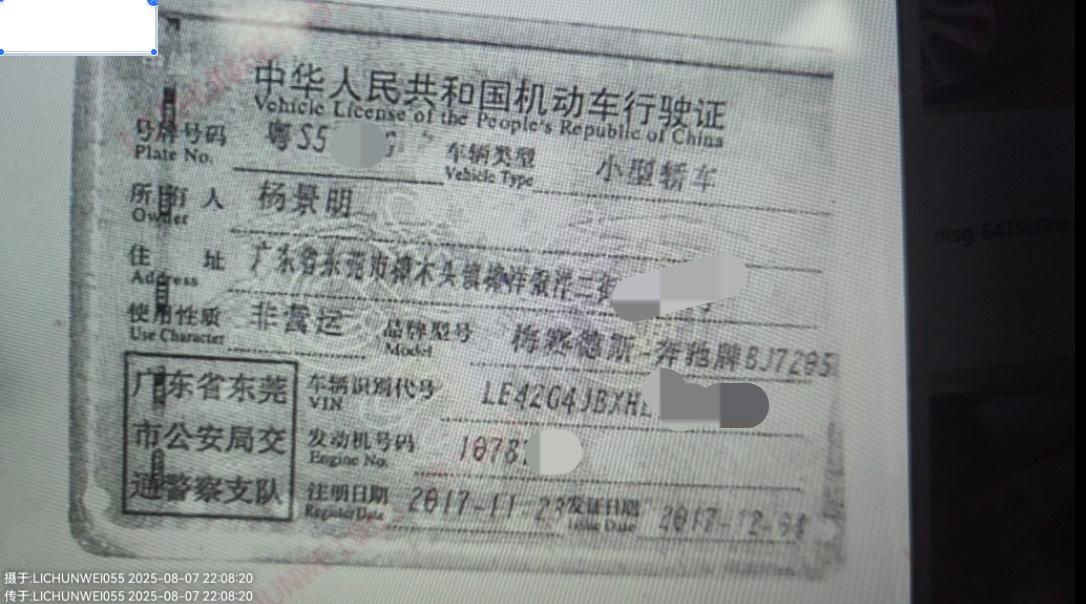 中华人民共和国机动车行驶证
Vehicle License of the People's Republic of China
号牌号码 粤S5 车辆类型 小型轿车
Plate No. Vehicle Type
所有人 杨景明
Owner
住址 广东省东莞市樟木头镇
Address
使用性质 非营运 品牌型号 梅赛德斯-奔驰牌BJ7205
Use Character Model
广东省东莞 车辆识别代号 LE42G4JBXH
VIN
市公安局交 发动机号码 1078
Engine No.
通警察支队 注册日期 2017-11-23 发证日期 2017-12-
Register Date Issue Date
摄于:LICHUNWEI055 2025-08-07 22:08:20
传于:LICHUNWEI055 2025-08-07 22:08:20